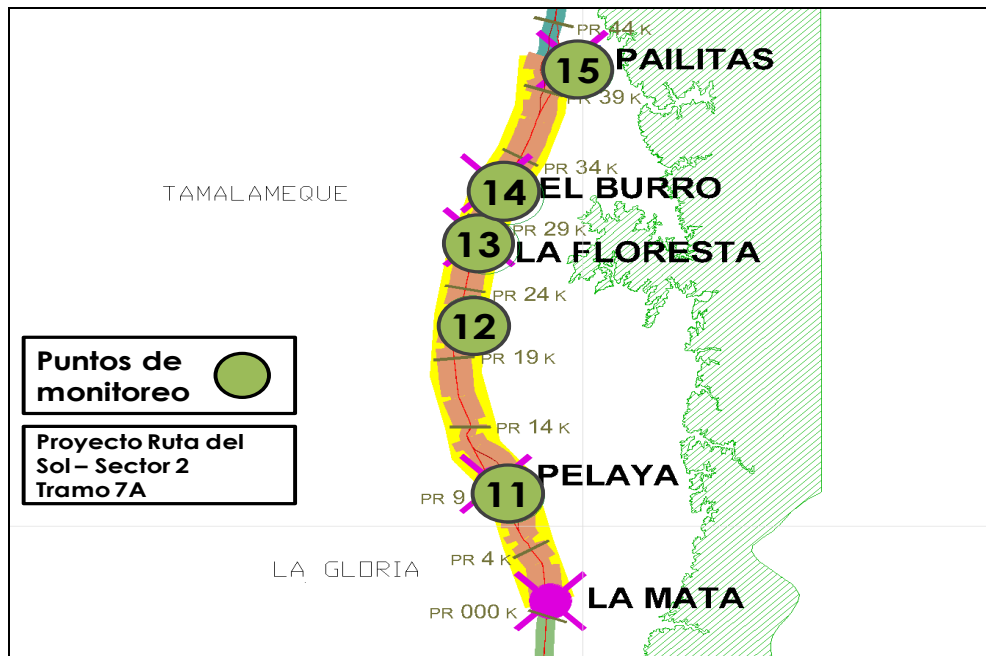 PR 44 K
15 PAILITAS
PR 39 K
PR 34 K
TAMALAMEQUE
14 EL BURRO
PR 29 K
13 LA FLORESTA
PR 24 K
12
PR 19 K
Puntos de
monitoreo
PR 14 K
Proyecto Ruta del
Sol – Sector 2
Tramo 7A
PELAYA
11
PR 9
PR 4 K
LA GLORIA
LA MATA
PR 000 K